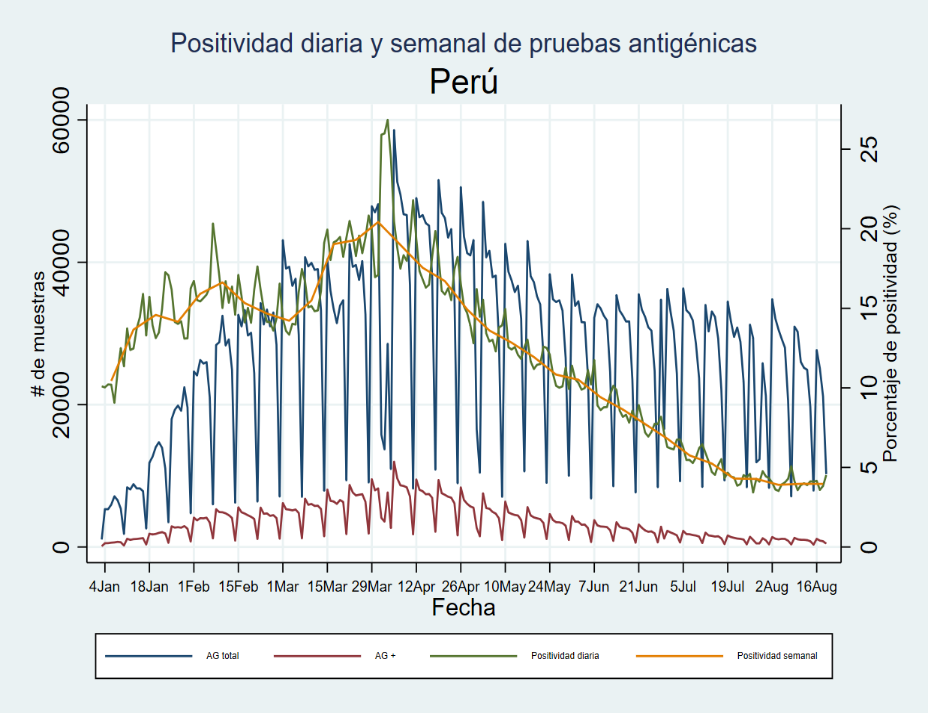 Positividad diaria y semanal de pruebas antigénicas
Perú
# de muestras
60000
40000
20000
0
Porcentaje de positividad (%)
25
20
15
10
5
0
4Jan 18Jan 1Feb 15Feb 1Mar 15Mar 29Mar 12Apr 26Apr 10May 24May 7Jun 21Jun 5Jul 19Jul 2Aug 16Aug
Fecha
AG total AG + Positividad diaria Positividad semanal